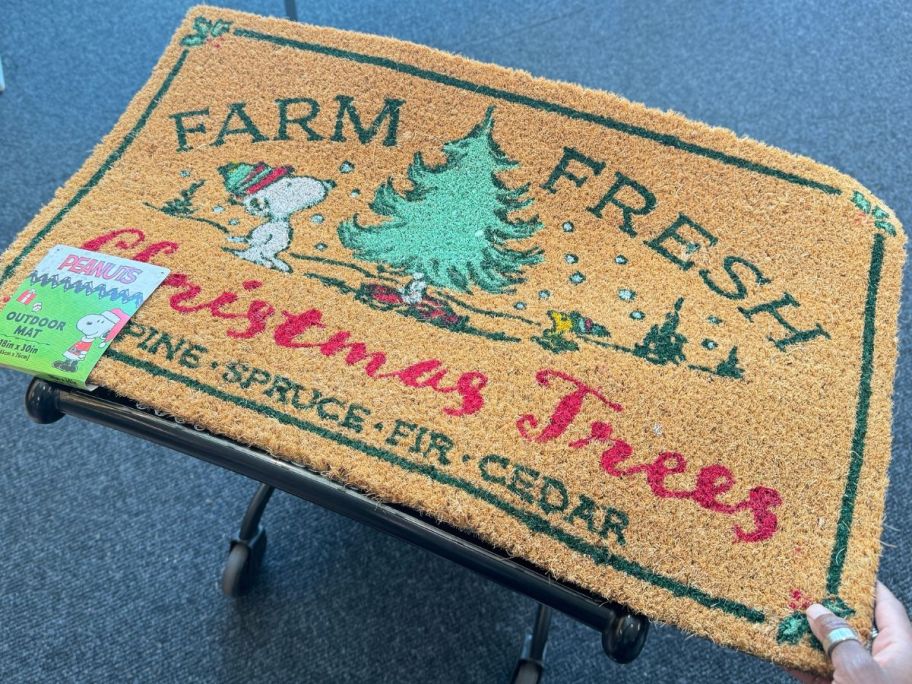 FARM FRESH
Christmas Trees
PINE · SPRUCE · FIR · CEDAR
PEANUTS
OUTDOOR
MAT
18in x 30in